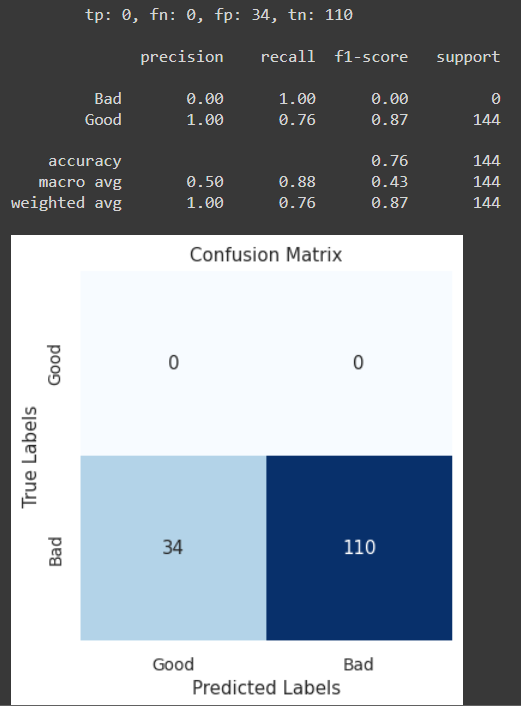 tp: 0, fn: 0, fp: 34, tn: 110
precision recall f1-score support
Bad 0.00 1.00 0.00 0
Good 1.00 0.76 0.87 144
accuracy 0.76 144
macro avg 0.50 0.88 0.43 144
weighted avg 1.00 0.76 0.87 144
Confusion Matrix
True Labels
Good 0 0
Bad 34 110
Good Bad
Predicted Labels